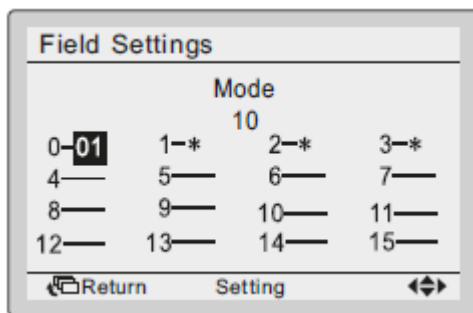 Field Settings
Mode
10
0-01 1-* 2-* 3-*
4— 5— 6— 7—
8— 9— 10— 11—
12— 13— 14— 15—
Return Setting